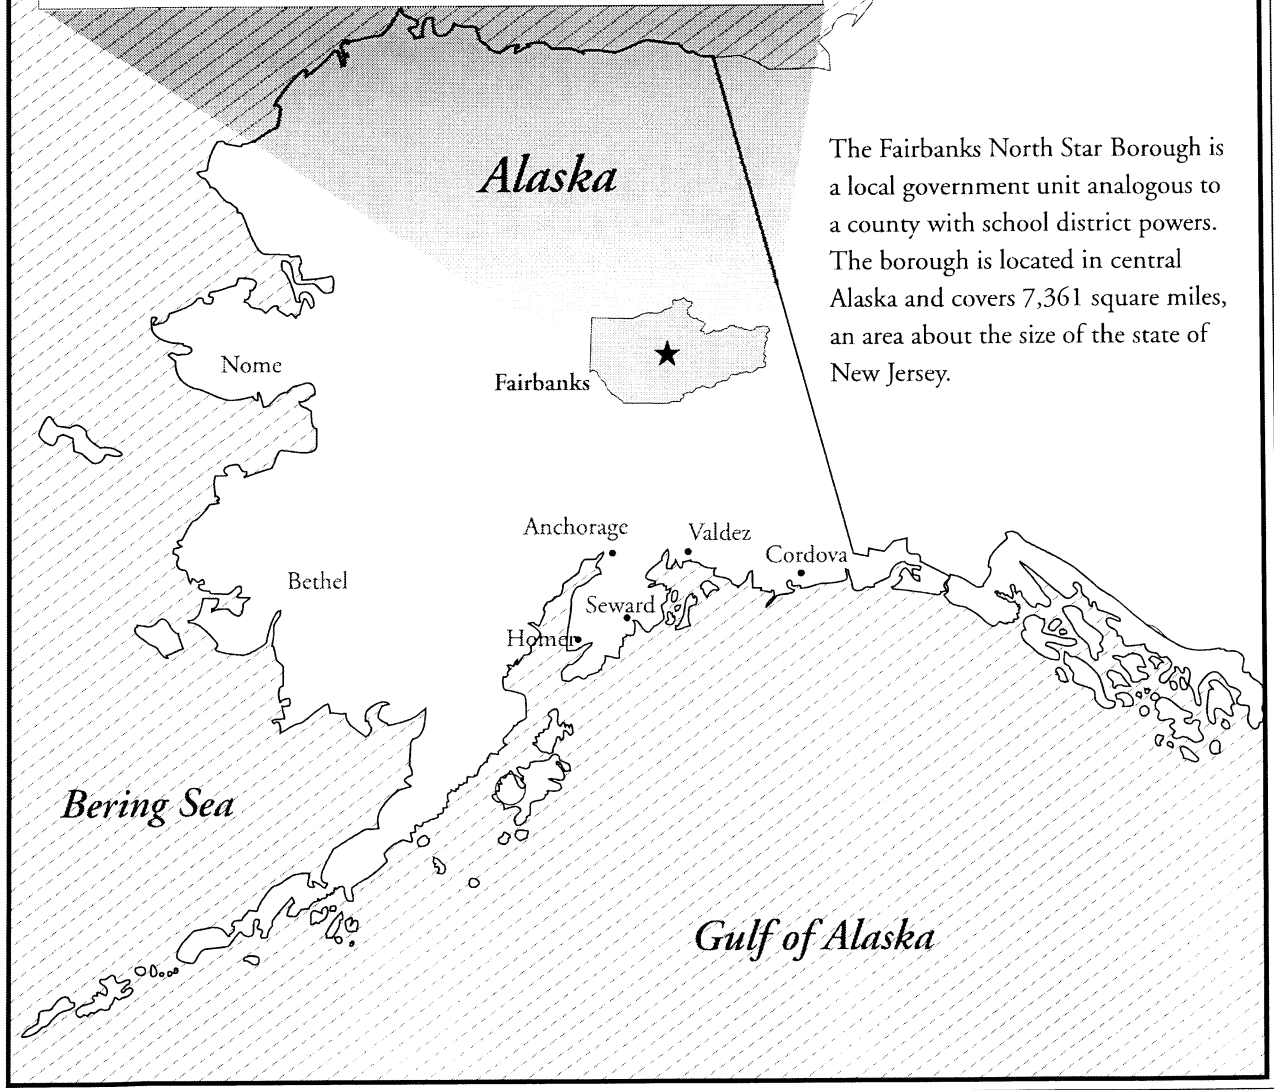 Alaska
The Fairbanks North Star Borough is
a local government unit analogous to
a county with school district powers.
The borough is located in central
Alaska and covers 7,361 square miles,
an area about the size of the state of
New Jersey.
Nome
Fairbanks
Anchorage
Valdez
Cordova
Bethel
Seward
Homer
Bering Sea
Gulf of Alaska